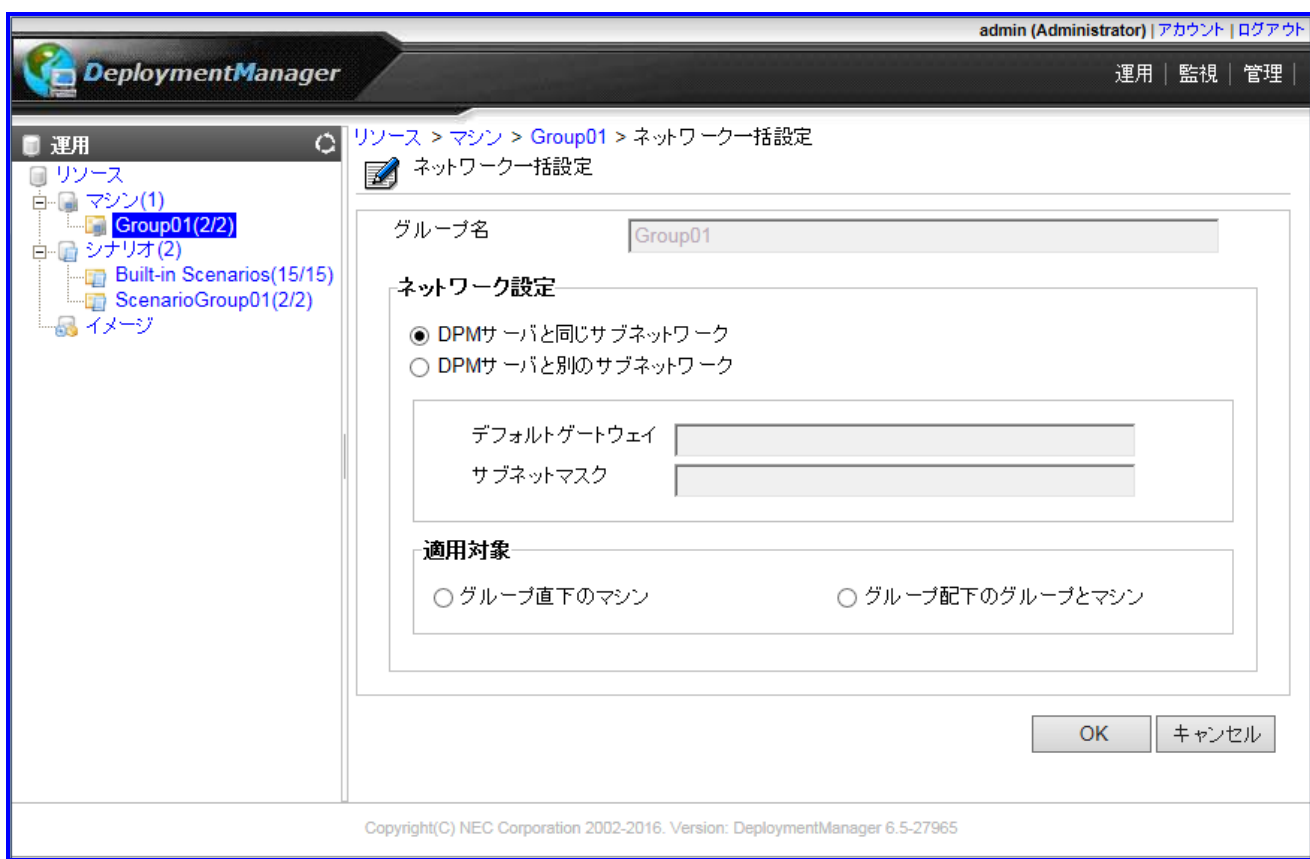 admin (Administrator) | アカウント | ログアウト
DeploymentManager
運用 | 監視 | 管理 |
運用
リソース
マシン(1)
Group01(2/2)
シナリオ(2)
Built-in Scenarios(15/15)
ScenarioGroup01(2/2)
イメージ
リソース > マシン > Group01 > ネットワーク一括設定
ネットワーク一括設定
グループ名 Group01
ネットワーク設定
DPMサーバと同じサブネットワーク
DPMサーバと別のサブネットワーク
デフォルトゲートウェイ
サブネットマスク
適用対象
グループ直下のマシン グループ配下のグループとマシン
OK キャンセル
Copyright(C) NEC Corporation 2002-2016. Version: DeploymentManager 6.5-27965